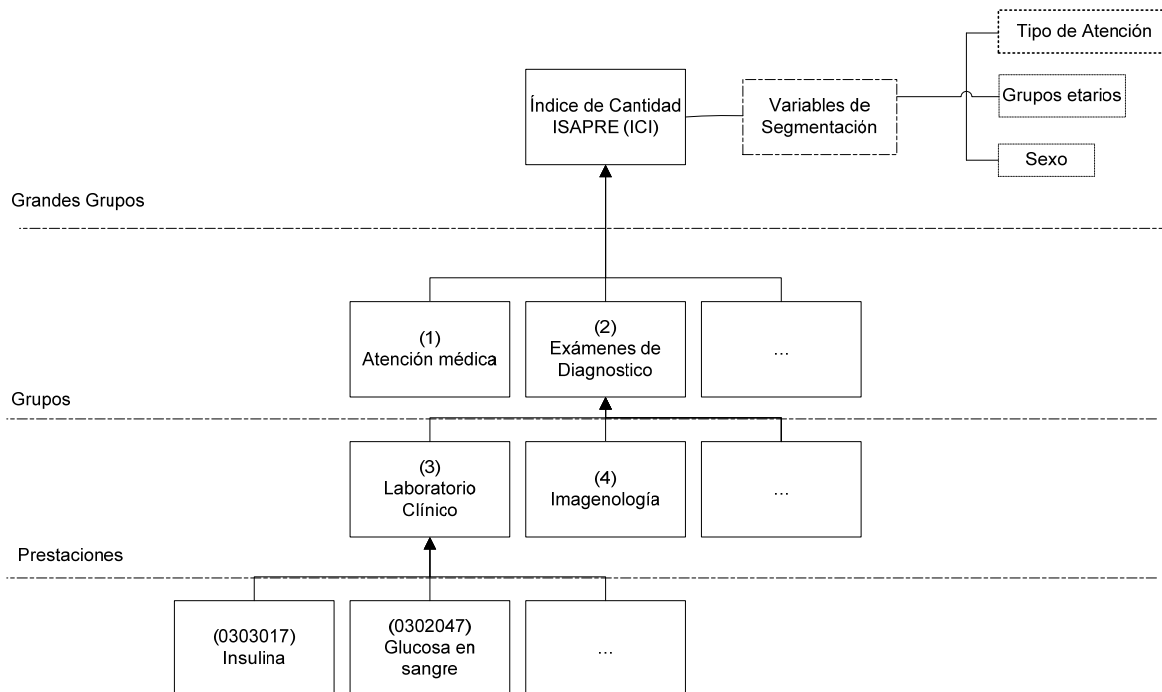 Tipo de Atención
Índice de Cantidad
ISAPRE (ICI)
Variables de
Segmentación
Grupos etarios
Sexo
Grandes Grupos
(1)
Atención médica
(2)
Exámenes de
Diagnostico
...
Grupos
(3)
Laboratorio
Clínico
(4)
Imagenología
...
Prestaciones
(0303017)
Insulina
(0302047)
Glucosa en
sangre
...